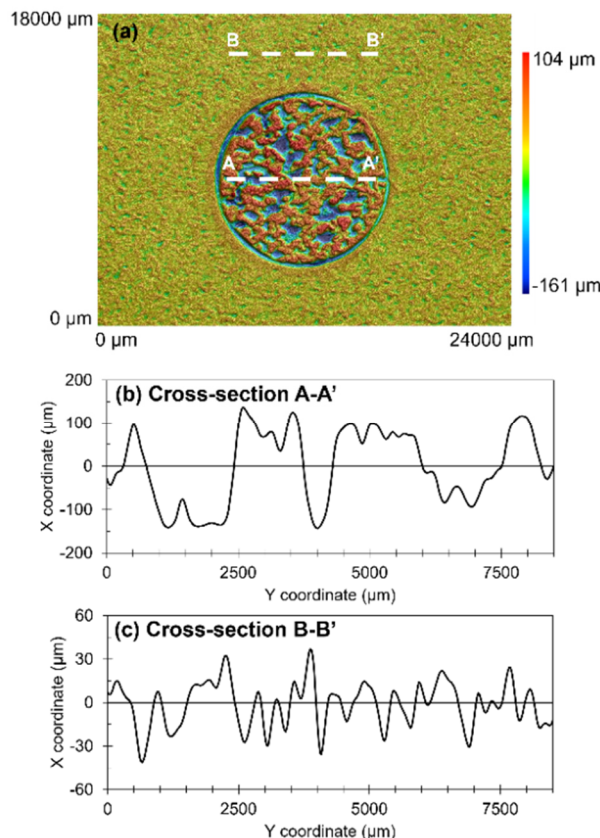 18000 µm
(a)
B B'
104 µm
A A'
-161 µm
0 µm
0 µm 24000 µm
(b) Cross-section A-A'
200
100
0
-100
-200
X coordinate (µm)
0 2500 5000 7500
Y coordinate (µm)
(c) Cross-section B-B'
60
30
0
-30
-60
X coordinate (µm)
0 2500 5000 7500
Y coordinate (µm)